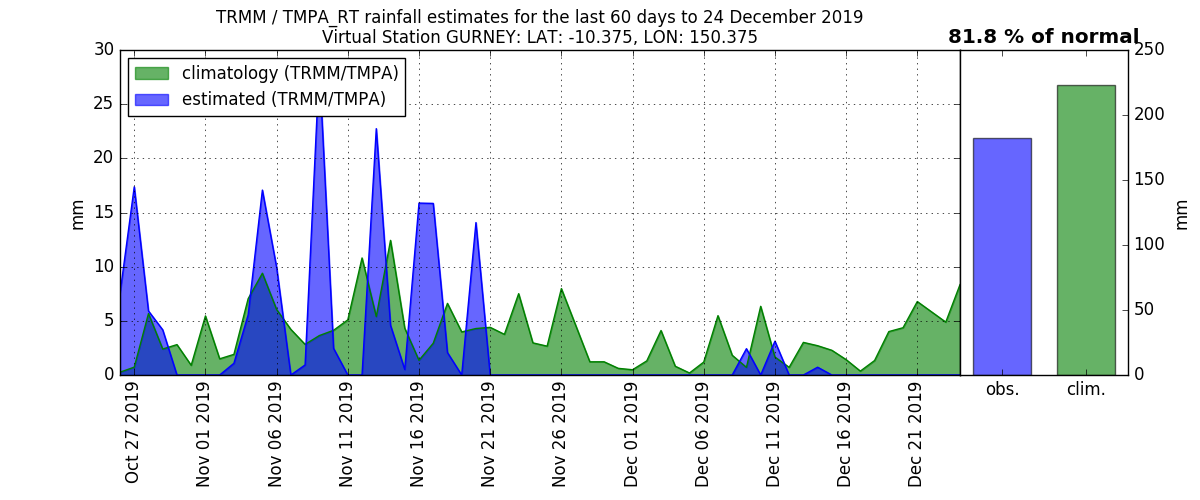 TRMM / TMPA_RT rainfall estimates for the last 60 days to 24 December 2019
Virtual Station GURNEY: LAT: -10.375, LON: 150.375
81.8 % of normal
climatology (TRMM/TMPA)
estimated (TRMM/TMPA)
30
25
20
15
10
5
0
mm
Oct 27 2019
Nov 01 2019
Nov 06 2019
Nov 11 2019
Nov 16 2019
Nov 21 2019
Nov 26 2019
Dec 01 2019
Dec 06 2019
Dec 11 2019
Dec 16 2019
Dec 21 2019
250
200
150
100
50
0
mm
obs.
clim.